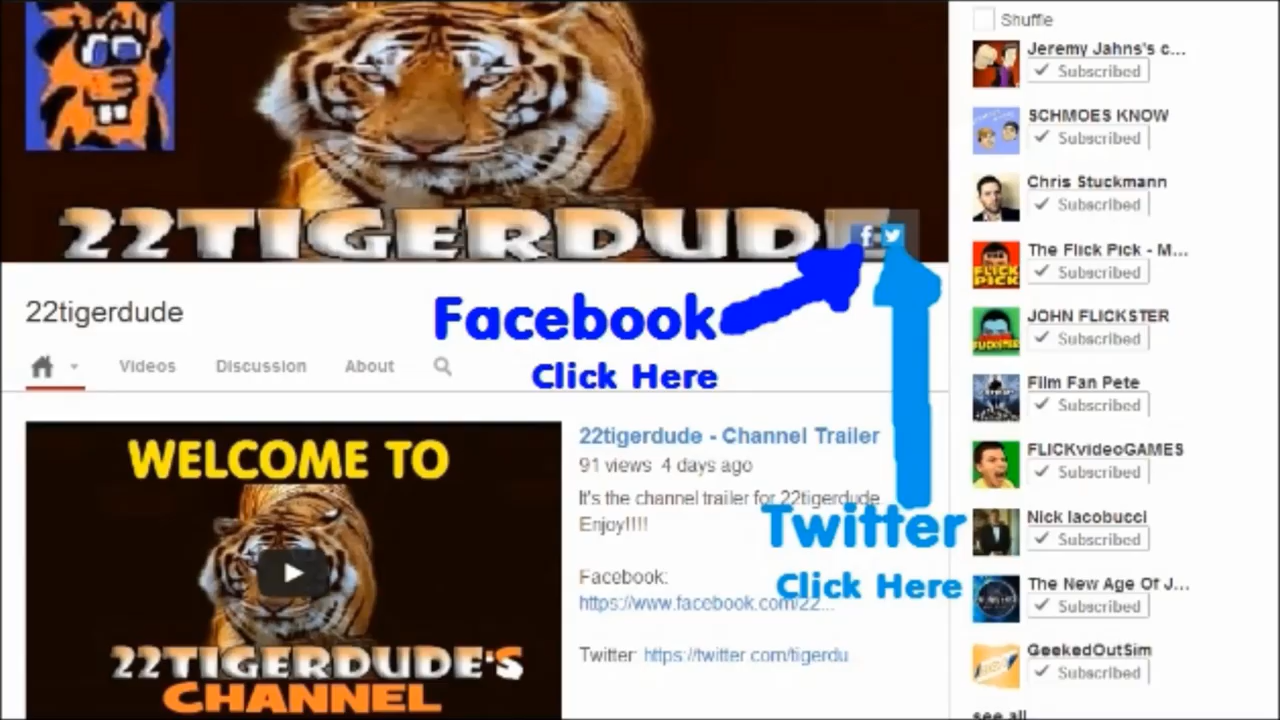 22TIGERDUDE
22tigerdude
Facebook
Click Here
Videos
Discussion
About
WELCOME TO
22TIGERDUDE'S
CHANNEL
22tigerdude - Channel Trailer
91 views 4 days ago
It's the channel trailer for 22tigerdude.
Enjoy!!!!
Facebook:
https://www.facebook.com/22...
Twitter: https://twitter.com/tigerdu
Twitter
Click Here
Shuffle
Jeremy Jahns's c...
Subscribed
SCHMOES KNOW
Subscribed
Chris Stuckmann
Subscribed
The Flick Pick - M...
Subscribed
FLICK
PICK
JOHN FLICKSTER
Subscribed
Film Fan Pete
Subscribed
FLICKvideoGAMES
Subscribed
Nick Iacobucci
Subscribed
The New Age Of J...
Subscribed
GeekedOutSim
Subscribed
see all